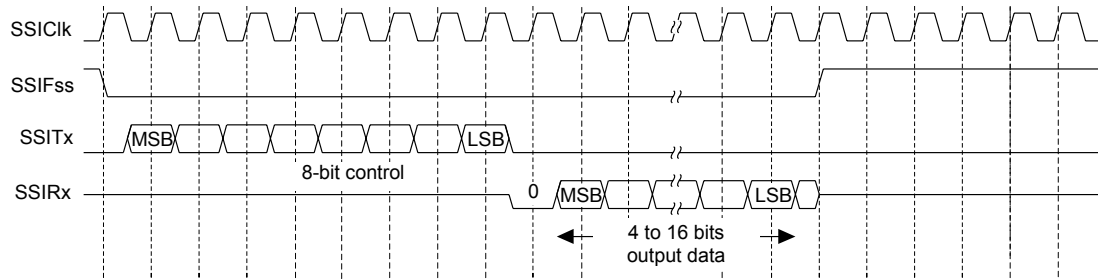 SSIClk
SSIFss
SSITx
MSB
LSB
8-bit control
SSIRx
0
MSB
LSB
4 to 16 bits
output data